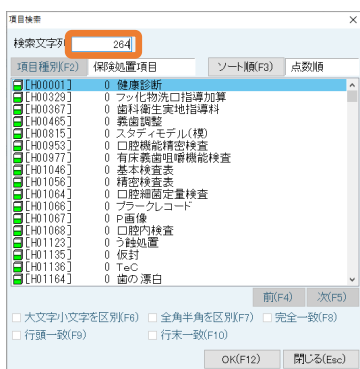 項目検索
検索文字列 264
項目種別(F2) 保険処置項目 ソート順(F3) 点数順
[H00001] 0 健康診断
[H00329] 0 フッ化物洗口指導加算
[H00367] 0 歯科衛生実地指導料
[H00465] 0 義歯調整
[H00815] 0 スタディモデル(模)
[H00953] 0 口腔機能精密検査
[H00977] 0 有床義歯咀嚼機能検査
[H01046] 0 基本検査表
[H01056] 0 精密検査表
[H01064] 0 口腔細菌定量検査
[H01066] 0 プラークレコード
[H01067] 0 P画像
[H01068] 0 口腔内検査
[H01123] 0 う蝕処置
[H01135] 0 仮封
[H01136] 0 TeC
[H01164] 0 歯の漂白
前(F4) 次(F5)
大文字小文字を区別(F6) 全角半角を区別(F7) 完全一致(F8)
行頭一致(F9) 行末一致(F10)
OK(F12) 閉じる(Esc)